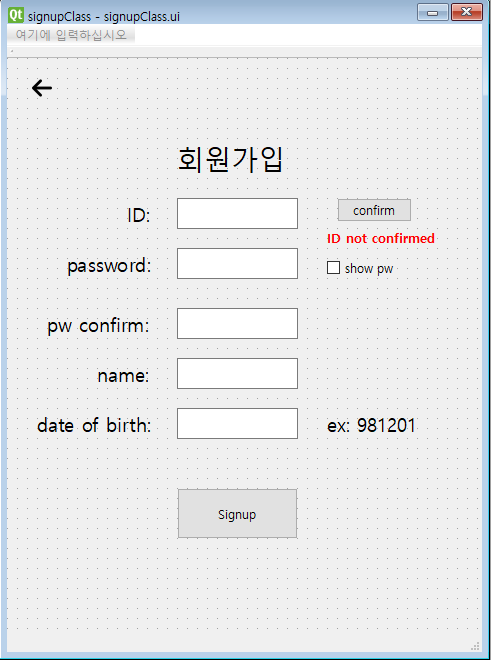 Qt signupClass - signupClass.ui
여기에 입력하십시오
회원가입
ID:
confirm
ID not confirmed
password:
show pw
pw confirm:
name:
date of birth:
ex: 981201
Signup